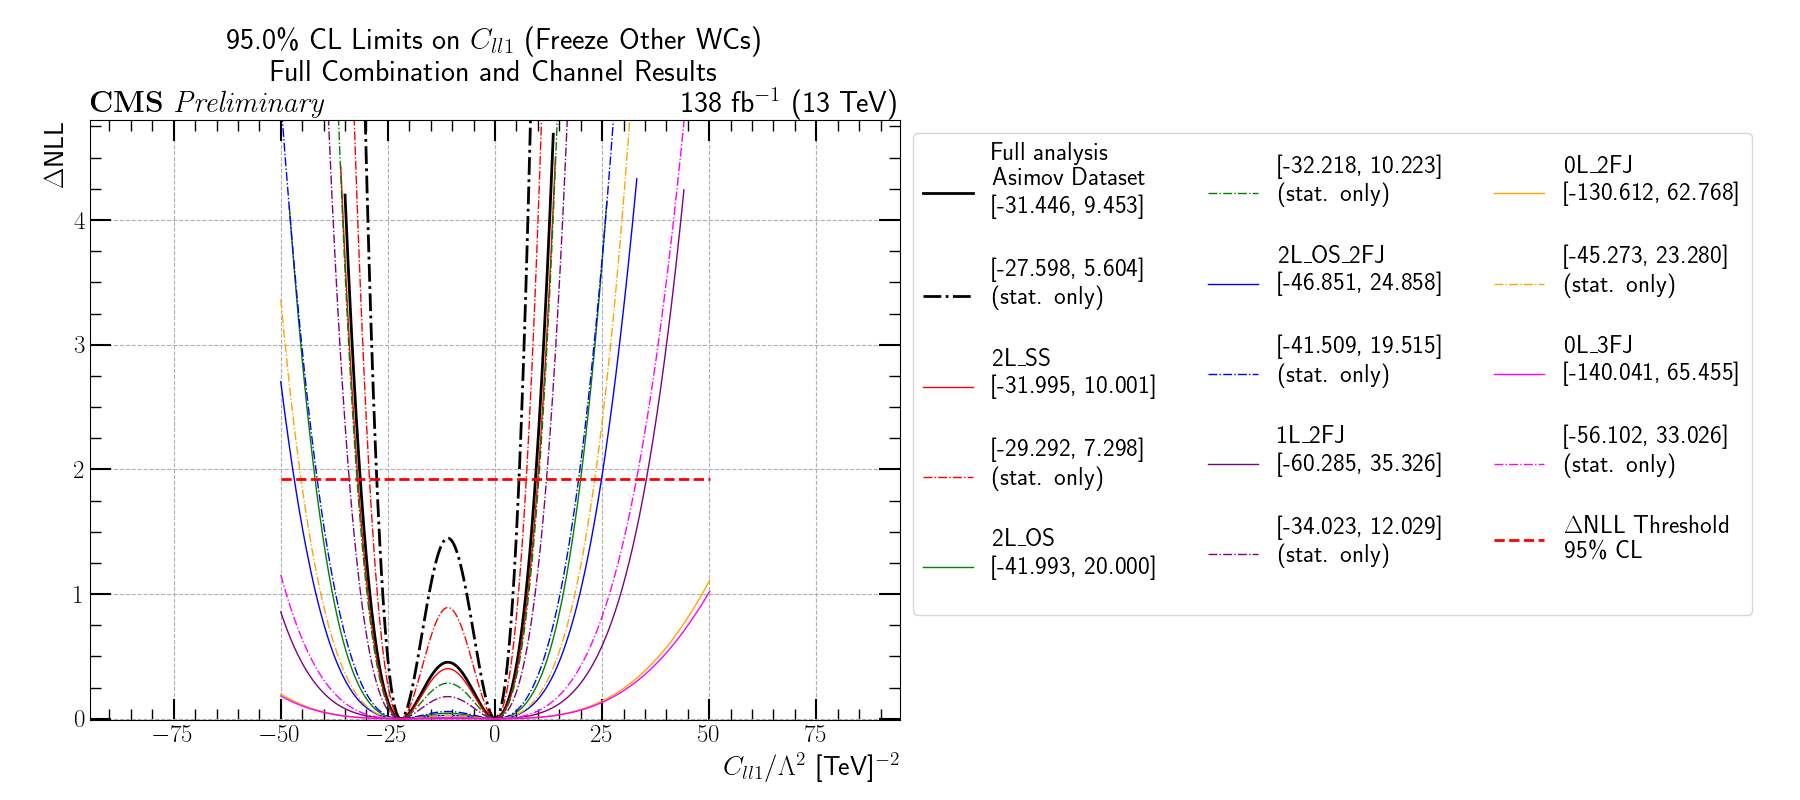 95.0% CL Limits on C_ll1 (Freeze Other WCs)
Full Combination and Channel Results
CMS Preliminary
138 fb⁻¹ (13 TeV)
ΔNLL
4
3
2
1
0
−75
−50
−25
0
25
50
75
C_ll1/Λ² [TeV]⁻²
Full analysis
Asimov Dataset
[-31.446, 9.453]
[-27.598, 5.604]
(stat. only)
2L_SS
[-31.995, 10.001]
[-29.292, 7.298]
(stat. only)
2L_OS
[-41.993, 20.000]
[-32.218, 10.223]
(stat. only)
2L_OS_2FJ
[-46.851, 24.858]
[-41.509, 19.515]
(stat. only)
1L_2FJ
[-60.285, 35.326]
[-34.023, 12.029]
(stat. only)
0L_2FJ
[-130.612, 62.768]
[-45.273, 23.280]
(stat. only)
0L_3FJ
[-140.041, 65.455]
[-56.102, 33.026]
(stat. only)
ΔNLL Threshold
95% CL